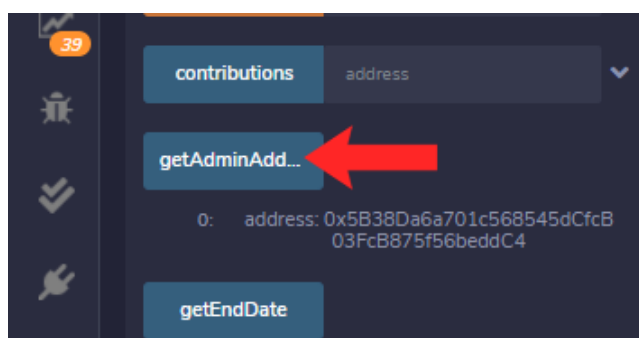 39
contributions address
getAdminAdd...
0: address: 0x5B38Da6a701c568545dCfcB
03FcB875f56beddC4
getEndDate